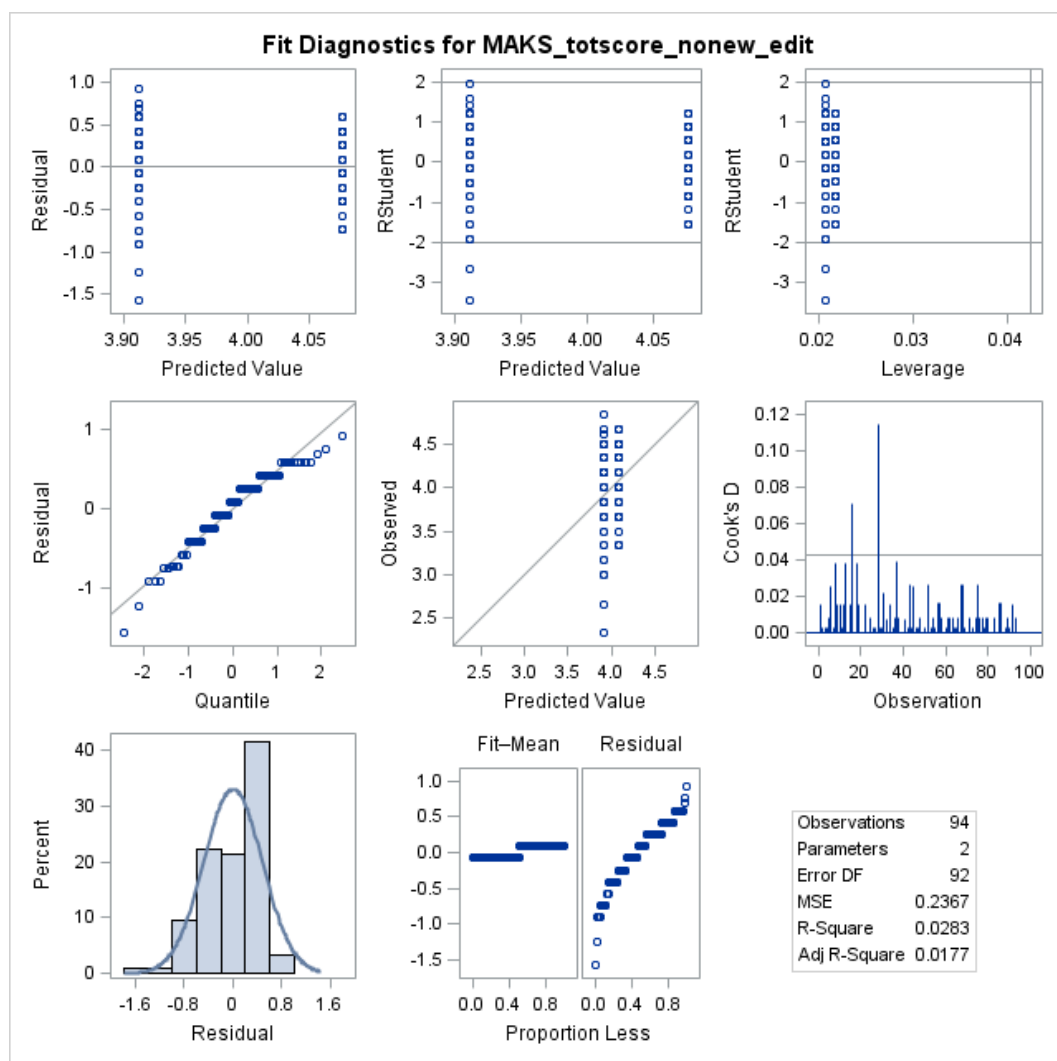 Fit Diagnostics for MAKS_totscore_nonew_edit
1.0
0.5
0.0
-0.5
-1.0
-1.5
Residual
3.90 3.95 4.00 4.05
Predicted Value
2
1
0
-1
-2
-3
RStudent
3.90 3.95 4.00 4.05
Predicted Value
2
1
0
-1
-2
-3
RStudent
0.02 0.03 0.04
Leverage
1
0
-1
Residual
-2 -1 0 1 2
Quantile
4.5
4.0
3.5
3.0
2.5
Observed
2.5 3.0 3.5 4.0 4.5
Predicted Value
0.12
0.10
0.08
0.06
0.04
0.02
0.00
Cook's D
0 20 40 60 80 100
Observation
40
30
20
10
0
Percent
-1.6 -0.8 0 0.8 1.6
Residual
Fit–Mean Residual
1.0
0.5
0.0
-0.5
-1.0
-1.5
0.0 0.4 0.8 0.0 0.4 0.8
Proportion Less
Observations 94
Parameters 2
Error DF 92
MSE 0.2367
R-Square 0.0283
Adj R-Square 0.0177